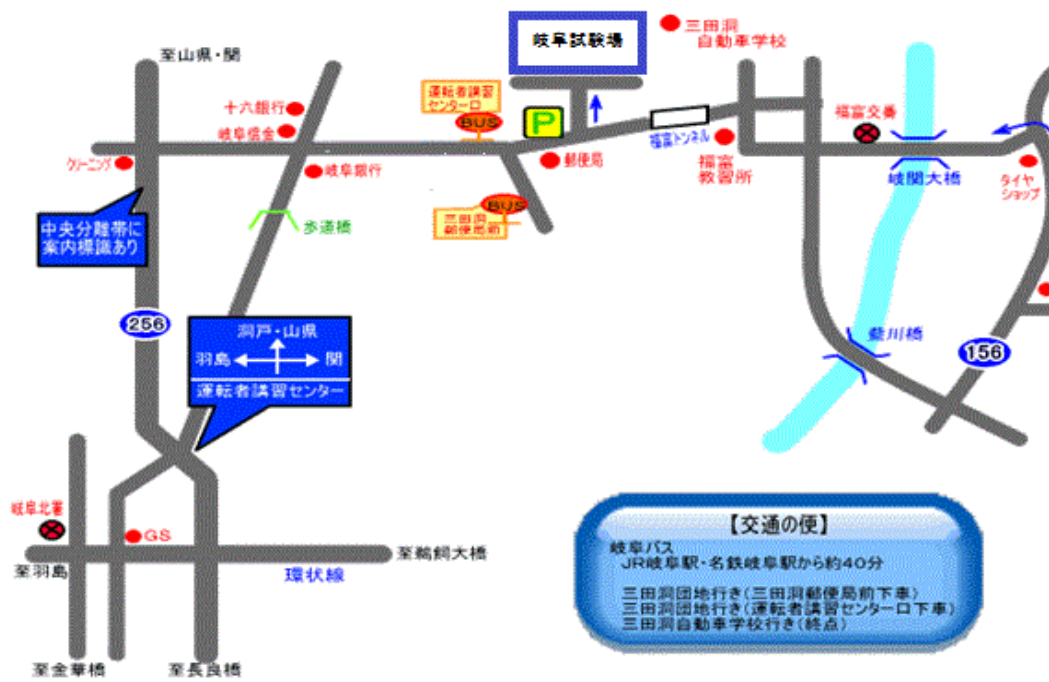 岐阜試験場
三田洞
自動車学校
至山県・関
運転者講習
センター口
BUS
P
十六銀行
岐阜信金
福富トンネル
福富交番
クリーニング
岐阜銀行
郵便局
福富
教習所
岐関大橋
タイヤ
ショップ
BUS
三田洞
郵便局前
歩道橋
中央分離帯に
案内標識あり
256
洞戸・山県
羽島
関
運転者講習センター
藍川橋
156
岐阜北署
GS
至羽島
至鵜飼大橋
環状線
至金華橋
至長良橋
【交通の便】
岐阜バス
JR岐阜駅・名鉄岐阜駅から約40分
三田洞団地行き(三田洞郵便局前下車)
三田洞団地行き(運転者講習センター口下車)
三田洞自動車学校行き(終点)